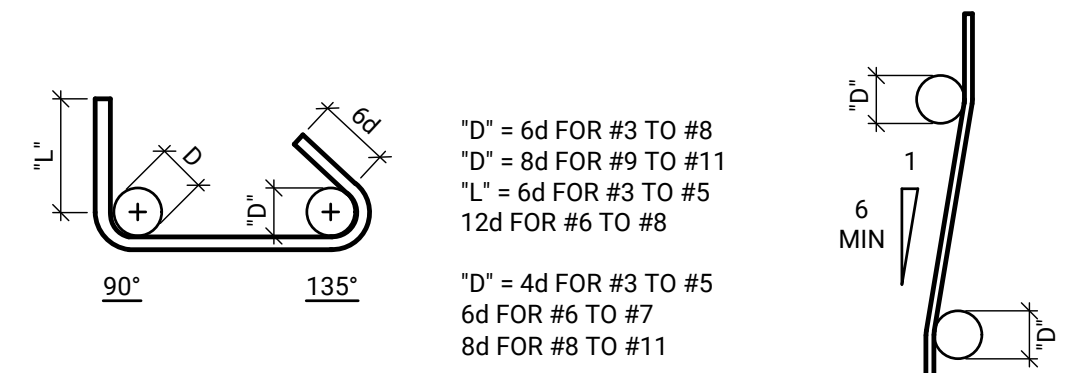 "L"
D
"D"
6d
90°
135°
"D" = 6d FOR #3 TO #8
"D" = 8d FOR #9 TO #11
"L" = 6d FOR #3 TO #5
12d FOR #6 TO #8
"D" = 4d FOR #3 TO #5
6d FOR #6 TO #7
8d FOR #8 TO #11
"D"
1
6
MIN
"D"